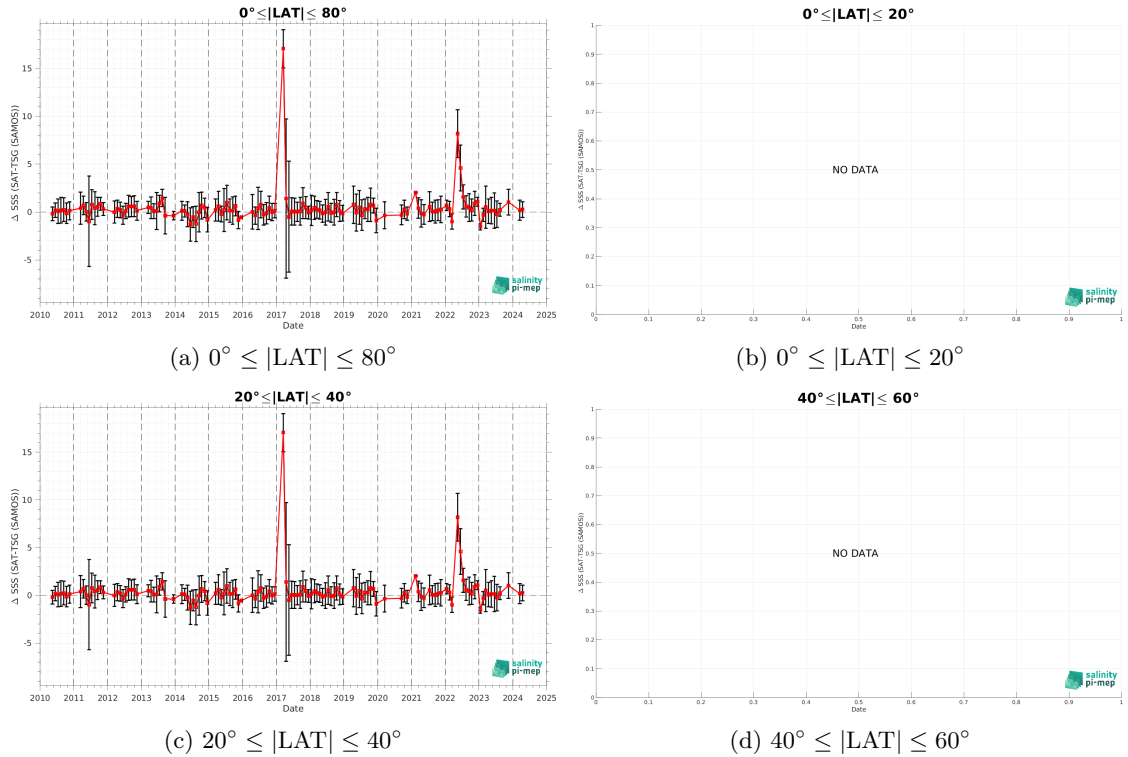 0°≤|LAT|≤ 80°
Δ SSS (SAT-TSG (SAMOS))
15
10
5
0
-5
2010 2011 2012 2013 2014 2015 2016 2017 2018 2019 2020 2021 2022 2023 2024 2025
Date
salinity
pi-mep
(a) 0° ≤ |LAT| ≤ 80°
0°≤|LAT|≤ 20°
Δ SSS (SAT-TSG (SAMOS))
1
0.9
0.8
0.7
0.6
0.5
0.4
0.3
0.2
0.1
0
NO DATA
0 0.1 0.2 0.3 0.4 0.5 0.6 0.7 0.8 0.9 1
Date
salinity
pi-mep
(b) 0° ≤ |LAT| ≤ 20°
20°≤|LAT|≤ 40°
Δ SSS (SAT-TSG (SAMOS))
15
10
5
0
-5
2010 2011 2012 2013 2014 2015 2016 2017 2018 2019 2020 2021 2022 2023 2024 2025
Date
salinity
pi-mep
(c) 20° ≤ |LAT| ≤ 40°
40°≤|LAT|≤ 60°
Δ SSS (SAT-TSG (SAMOS))
1
0.9
0.8
0.7
0.6
0.5
0.4
0.3
0.2
0.1
0
NO DATA
0 0.1 0.2 0.3 0.4 0.5 0.6 0.7 0.8 0.9 1
Date
salinity
pi-mep
(d) 40° ≤ |LAT| ≤ 60°